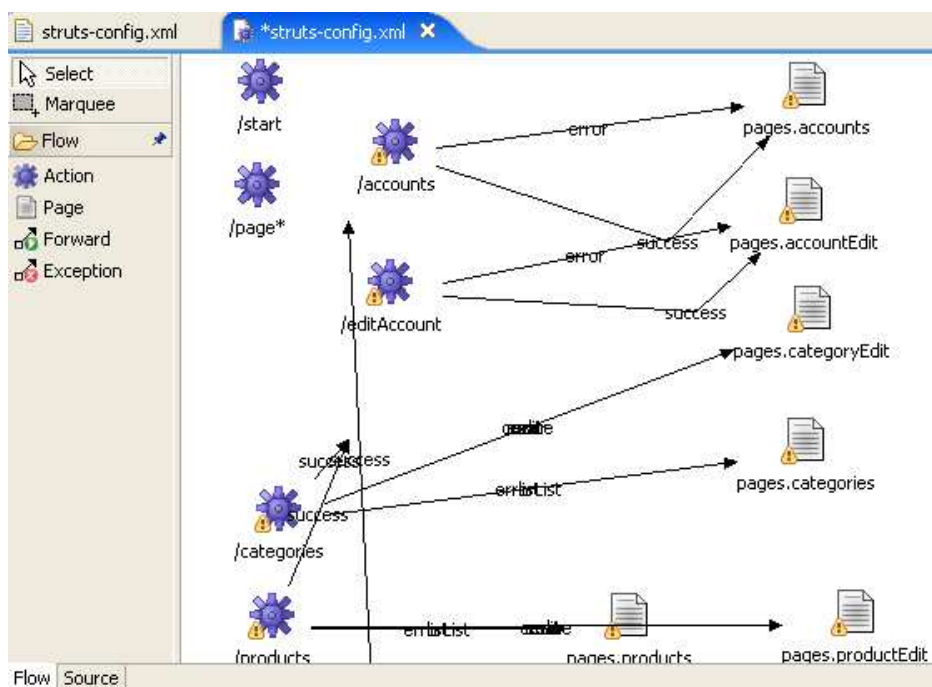 struts-config.xml
*struts-config.xml
Select
Marquee
Flow
Action
Page
Forward
Exception
/start
/accounts
error
pages.accounts
/page*
success
pages.accountEdit
error
/editAccount
success
pages.categoryEdit
success
success
pages.categories
success
/categories
/products
pages.products
pages.productEdit
Flow
Source